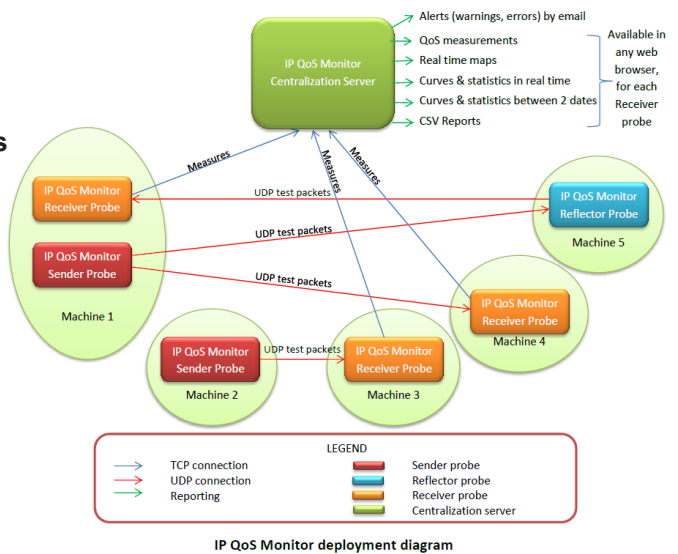 Alerts (warnings, errors) by email
IP QoS Monitor
Centralization Server
QoS measurements
Real time maps
Curves & statistics in real time
Curves & statistics between 2 dates
CSV Reports
Available in
any web
browser,
for each
Receiver
probe
s
Measures
Measures
Measures
IP QoS Monitor
Receiver Probe
UDP test packets
IP QoS Monitor
Reflector Probe
Machine 5
IP QoS Monitor
Sender Probe
UDP test packets
UDP test packets
Machine 1
IP QoS Monitor
Receiver Probe
Machine 4
IP QoS Monitor
Sender Probe
Machine 2
UDP test packets
IP QoS Monitor
Receiver Probe
Machine 3
LEGEND
TCP connection
UDP connection
Reporting
Sender probe
Reflector probe
Receiver probe
Centralization server
IP QoS Monitor deployment diagram